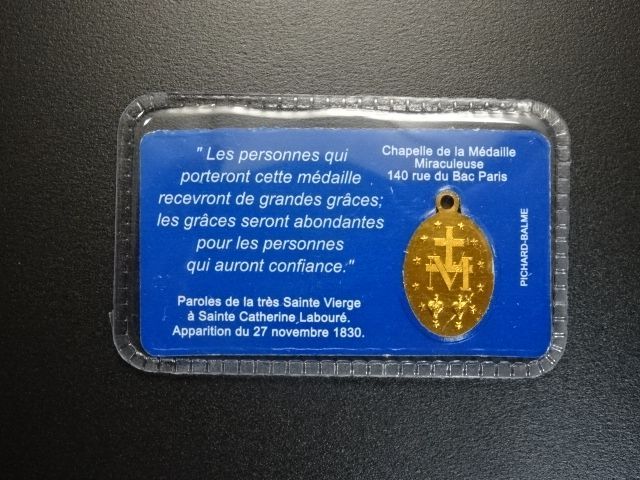 " Les personnes qui
porteront cette médaille
recevront de grandes grâces;
les grâces seront abondantes
pour les personnes
qui auront confiance."
Paroles de la très Sainte Vierge
à Sainte Catherine Labouré.
Apparition du 27 novembre 1830.
Chapelle de la Médaille
Miraculeuse
140 rue du Bac Paris
M
PICHARD-BALME